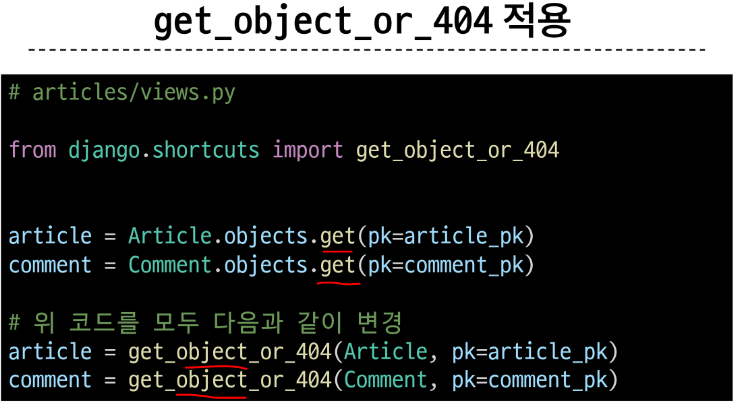 get_object_or_404 적용
# articles/views.py
from django.shortcuts import get_object_or_404
article = Article.objects.get(pk=article_pk)
comment = Comment.objects.get(pk=comment_pk)
# 위 코드를 모두 다음과 같이 변경
article = get_object_or_404(Article, pk=article_pk)
comment = get_object_or_404(Comment, pk=comment_pk)